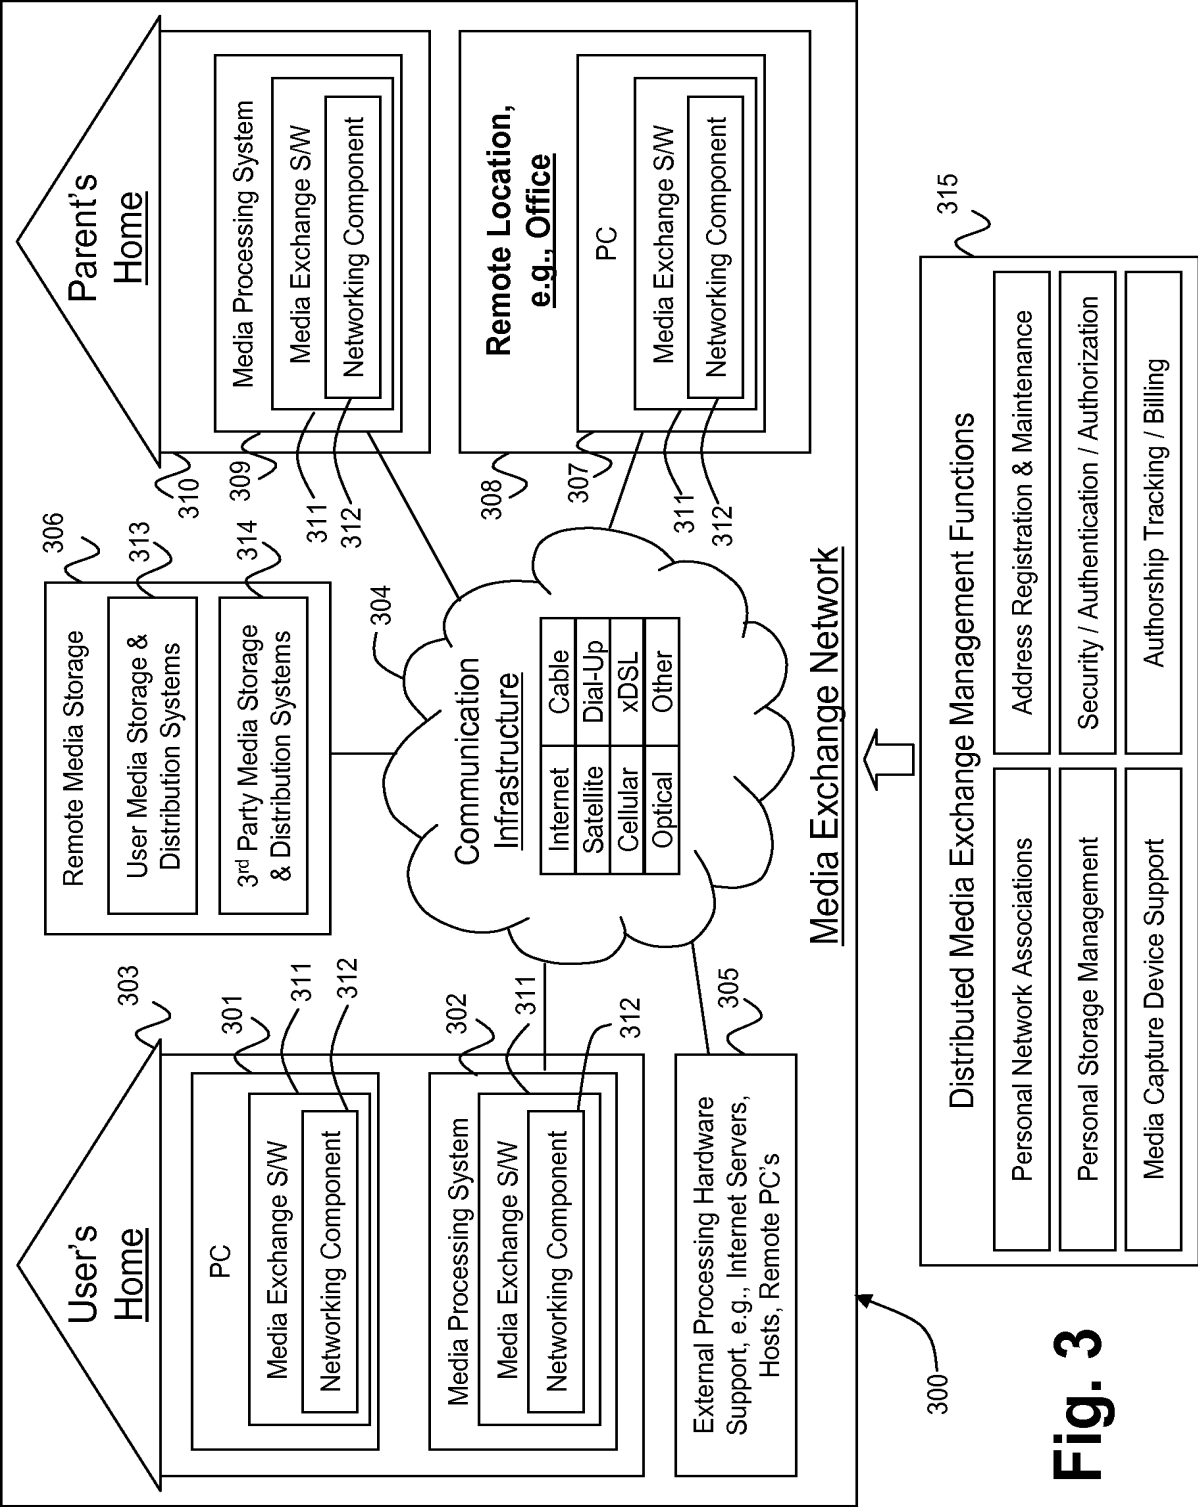 User's
Home
303
PC
301
Media Exchange S/W
311
Networking Component
312
Media Processing System
302
Media Exchange S/W
311
Networking Component
312
External Processing Hardware
Support, e.g., Internet Servers,
Hosts, Remote PC's
305
Remote Media Storage
306
User Media Storage &
Distribution Systems
313
3rd Party Media Storage
& Distribution Systems
314
304
Communication
Infrastructure
Internet
Cable
Satellite
Dial-Up
Cellular
xDSL
Optical
Other
Media Exchange Network
Parent's
Home
310
Media Processing System
309
Media Exchange S/W
311
Networking Component
312
Remote Location,
e.g., Office
308
PC
307
Media Exchange S/W
311
Networking Component
312
300
Distributed Media Exchange Management Functions
315
Personal Network Associations
Address Registration & Maintenance
Personal Storage Management
Security / Authentication / Authorization
Media Capture Device Support
Authorship Tracking / Billing
Fig. 3